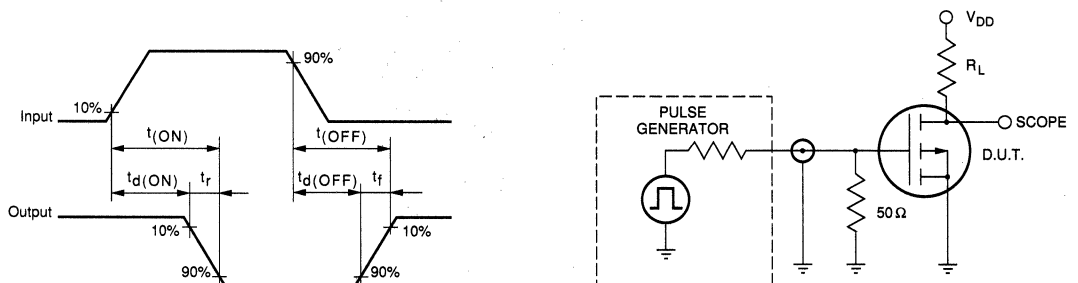 90%
10%
Input
t(ON)
t(OFF)
td(ON)
tr
td(OFF)
tf
Output
10%
10%
90%
90%
VDD
RL
PULSE
GENERATOR
SCOPE
D.U.T.
50Ω